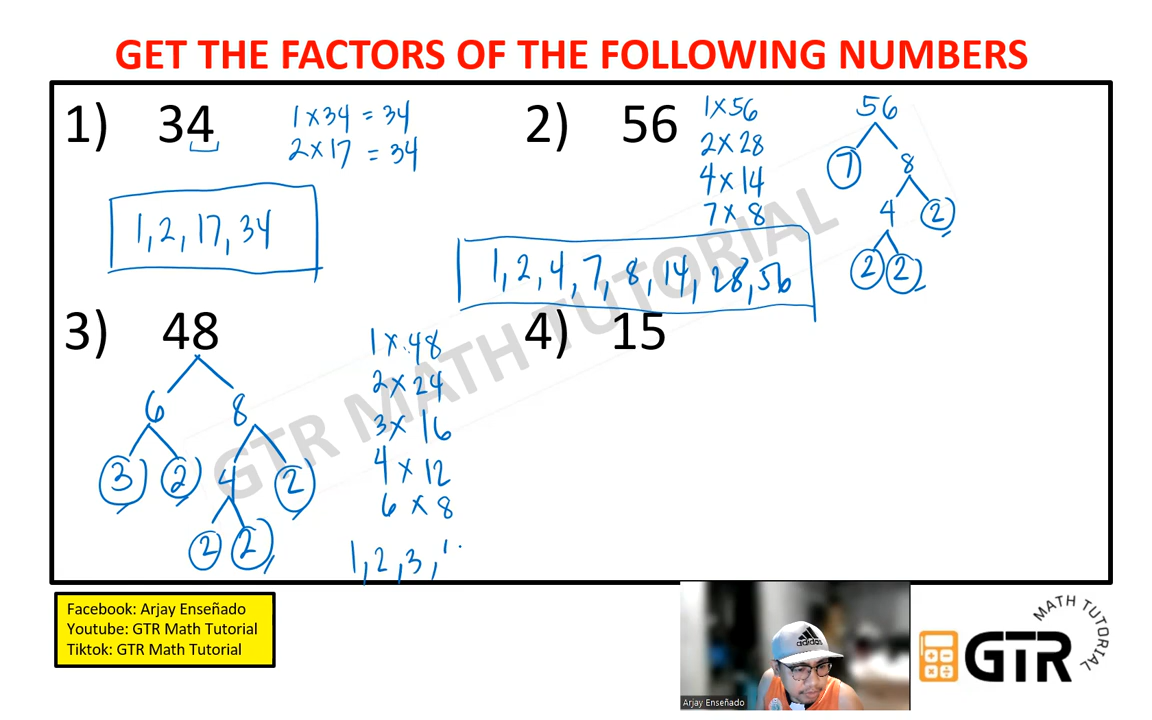 GET THE FACTORS OF THE FOLLOWING NUMBERS
1) 34
1 x 34 = 34
2 x 17 = 34
1, 2, 17, 34
2) 56
1 x 56
2 x 28
4 x 14
7 x 8
56
7 8
4 2
2 2
1, 2, 4, 7, 8, 14, 28, 56
3) 48
6 8
3 2 4 2
2 2
1 x 48
2 x 24
3 x 16
4 x 12
6 x 8
1, 2, 3,
4) 15
GTR MATH TUTORIAL
Facebook: Arjay Enseñado
Youtube: GTR Math Tutorial
Tiktok: GTR Math Tutorial
adidas
Arjay Enseñado
GTR
MATH TUTORIAL